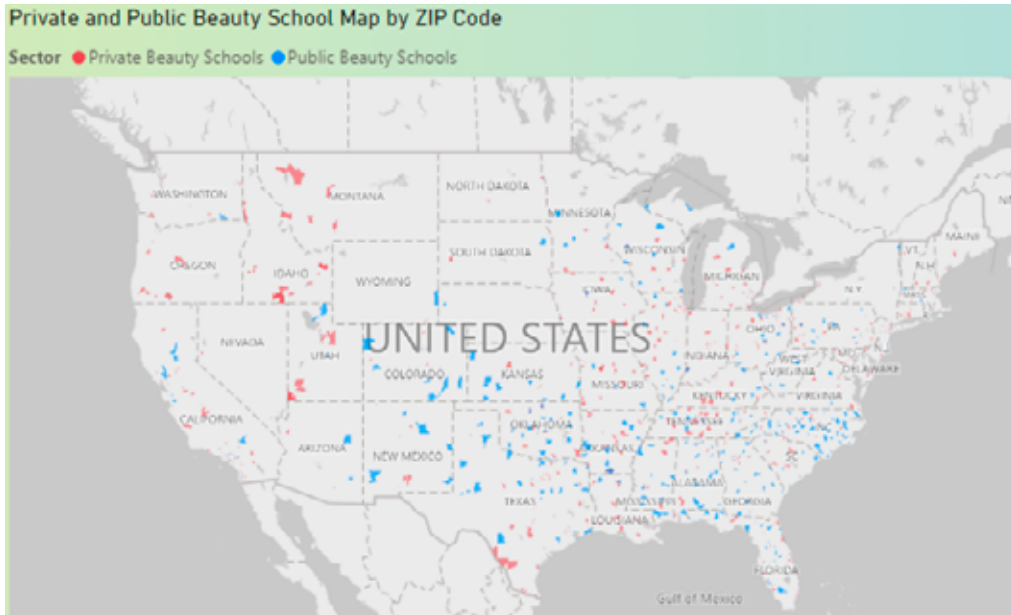 Private and Public Beauty School Map by ZIP Code
Sector Private Beauty Schools Public Beauty Schools
WASHINGTON
MONTANA
NORTH DAKOTA
MINNESOTA
MAINE
OREGON
IDAHO
SOUTH DAKOTA
WISCONSIN
MICHIGAN
VT.
N.H.
WYOMING
IOWA
N.Y.
NEVADA
UTAH
UNITED STATES
INDIANA
OHIO
PA
COLORADO
KANSAS
MISSOURI
WEST
VIRGINIA
DELAWARE
KENTUCKY
VIRGINIA
CALIFORNIA
ARIZONA
NEW MEXICO
OKLAHOMA
ARKANSAS
TENNESSEE
NC
SC
TEXAS
MISSISSIPPI
ALABAMA
GEORGIA
LOUISIANA
FLORIDA
Gulf of Mexico